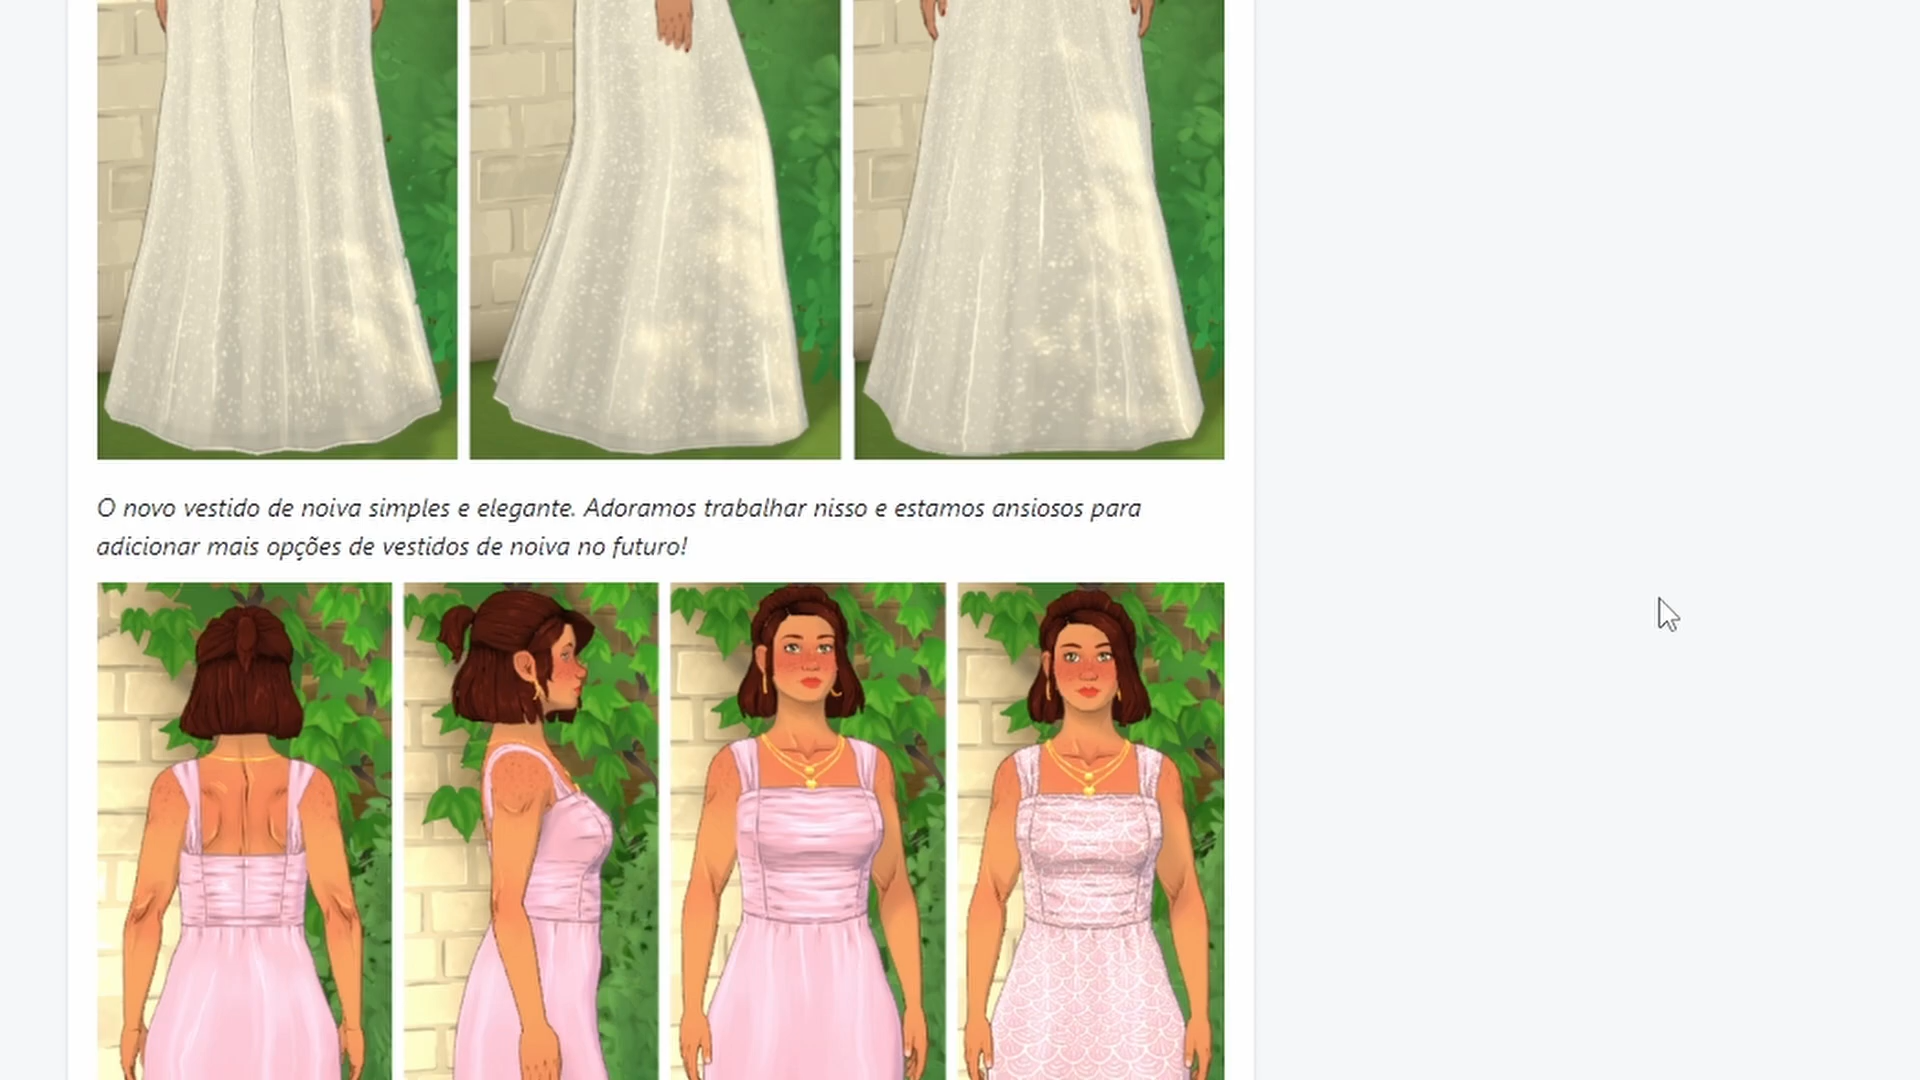 O novo vestido de noiva simples e elegante. Adoramos trabalhar nisso e estamos ansiosos para
adicionar mais opções de vestidos de noiva no futuro!